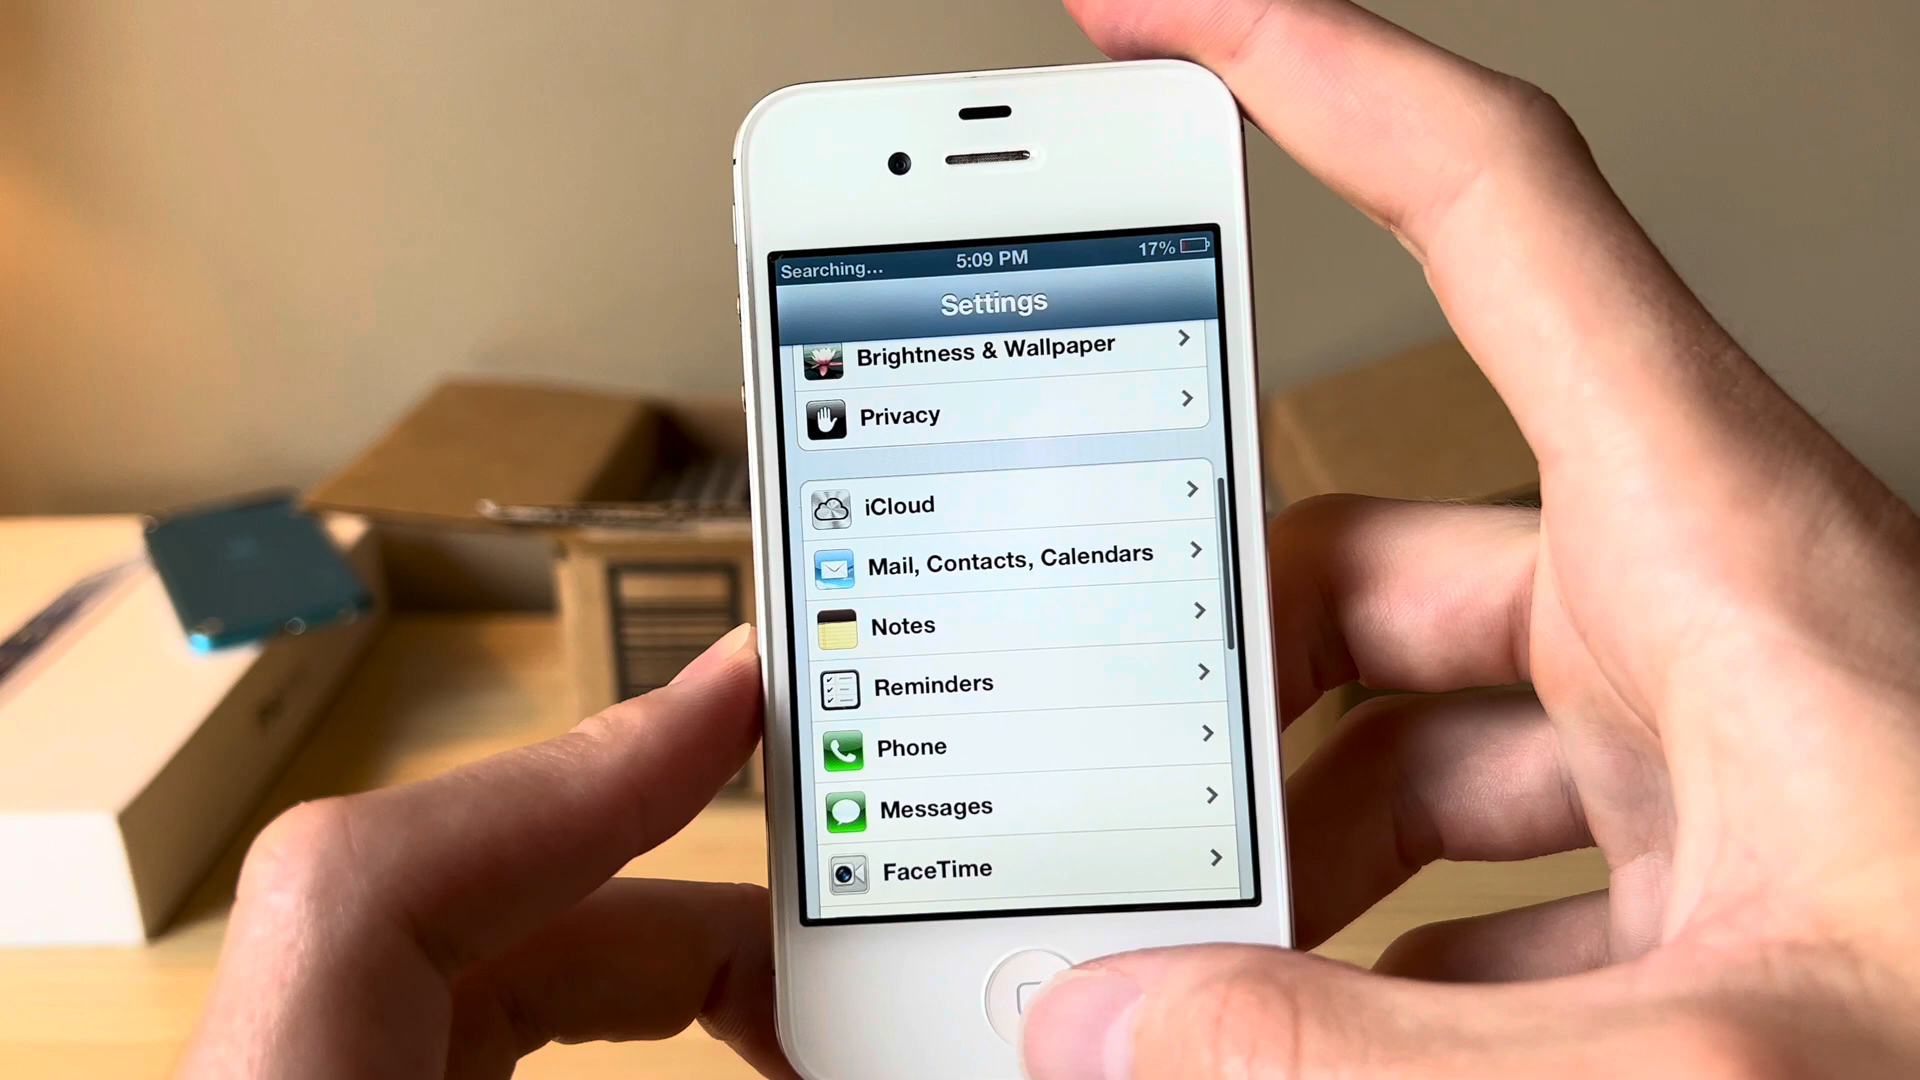 Searching...
5:09 PM
17%
Settings
Brightness & Wallpaper
Privacy
iCloud
Mail, Contacts, Calendars
Notes
Reminders
Phone
Messages
FaceTime